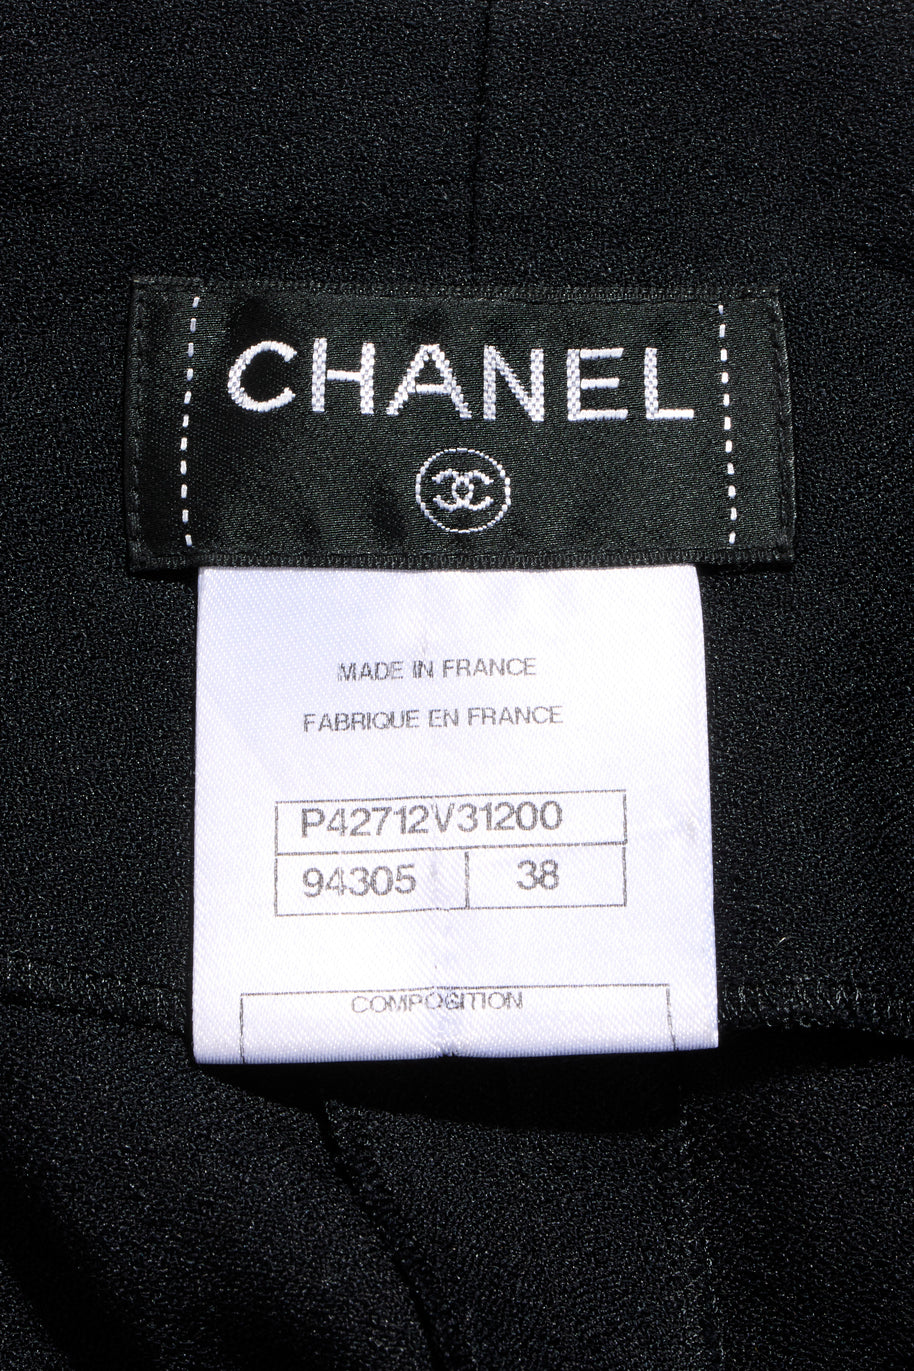 CHANEL
MADE IN FRANCE
FABRIQUE EN FRANCE
P42712V31200
94305 38
COMPOSITION